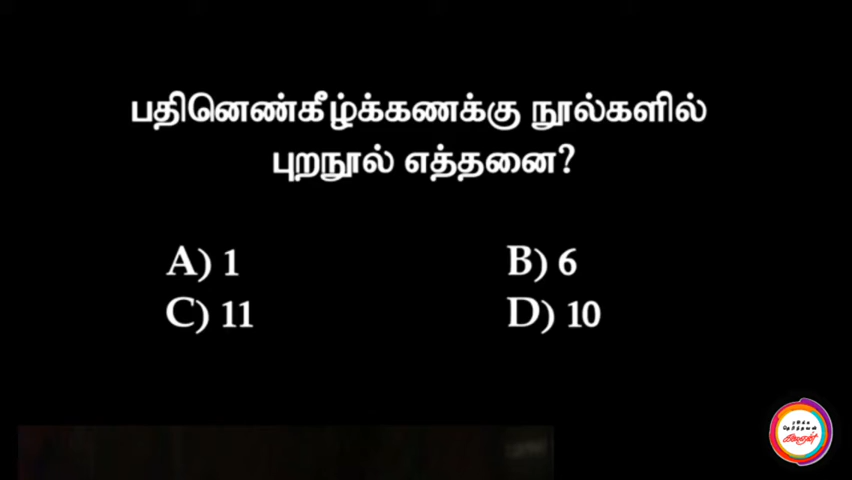 பதினெண்கீழ்க்கணக்கு நூல்களில்
புறநூல் எத்தனை?
A) 1
B) 6
C) 11
D) 10